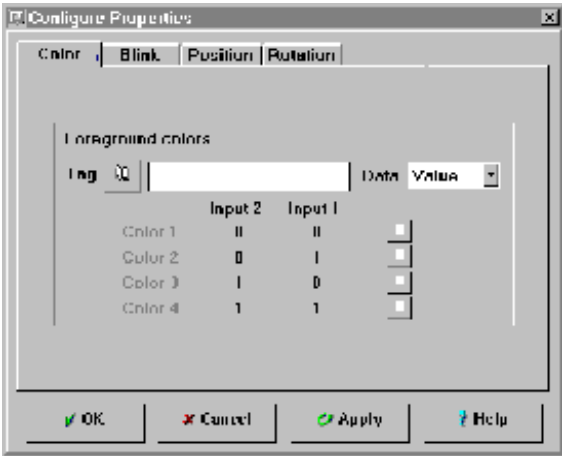 Configure Properties
Color Blink Position Rotation
Foreground colors
Tag Data Value
Input 2 Input 1
Color 1 0 0
Color 2 0 1
Color 3 1 0
Color 4 1 1
OK Cancel Apply Help